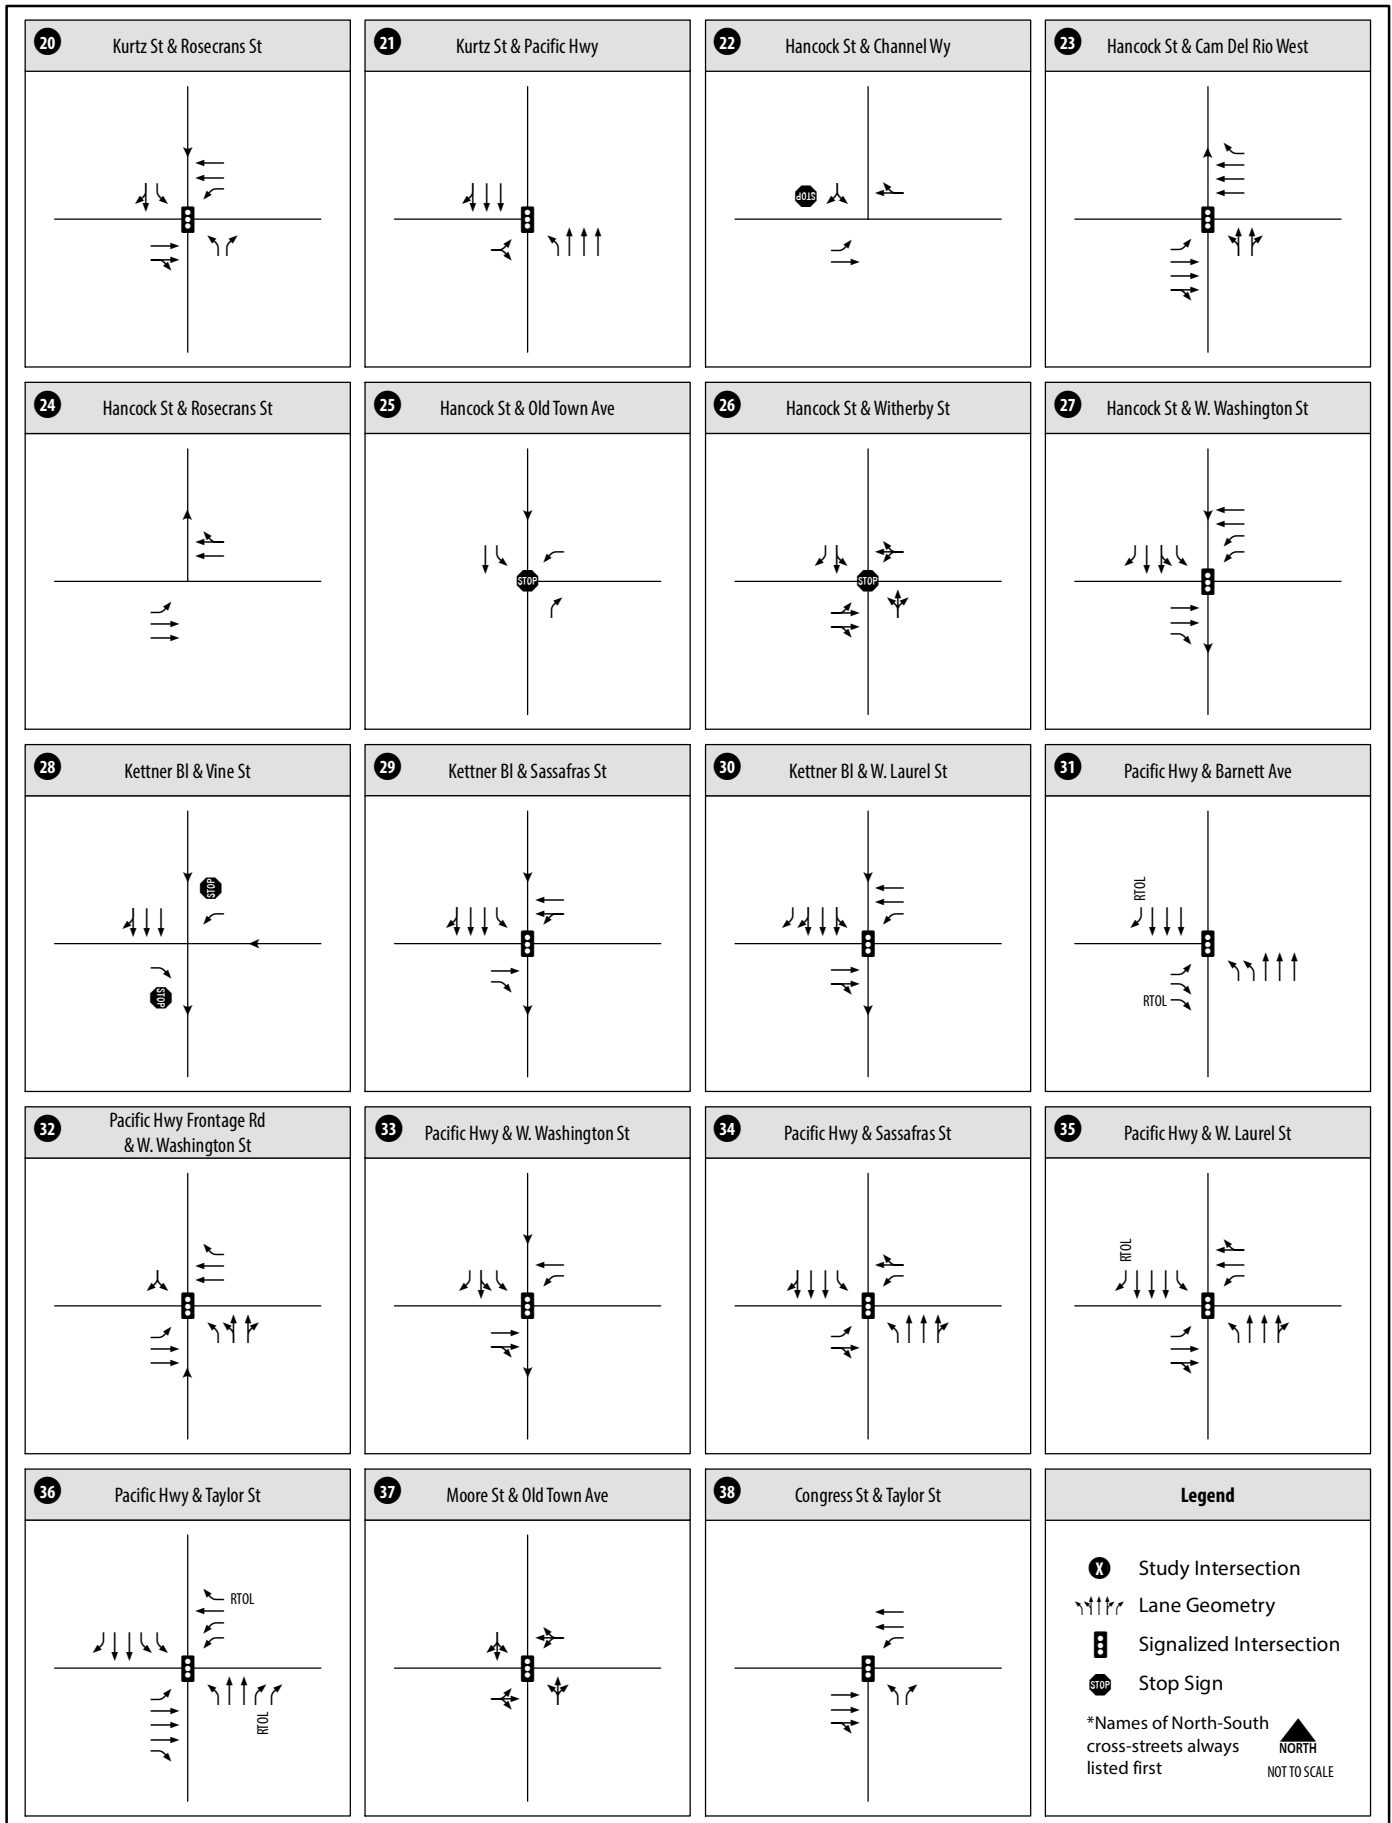 20 Kurtz St & Rosecrans St
21 Kurtz St & Pacific Hwy
22 Hancock St & Channel Wy
23 Hancock St & Cam Del Rio West
STOP
24 Hancock St & Rosecrans St
25 Hancock St & Old Town Ave
26 Hancock St & Witherby St
27 Hancock St & W. Washington St
STOP
STOP
28 Kettner Bl & Vine St
29 Kettner Bl & Sassafras St
30 Kettner Bl & W. Laurel St
31 Pacific Hwy & Barnett Ave
STOP
STOP
RTOL
RTOL
32 Pacific Hwy Frontage Rd
& W. Washington St
33 Pacific Hwy & W. Washington St
34 Pacific Hwy & Sassafras St
35 Pacific Hwy & W. Laurel St
RTOL
36 Pacific Hwy & Taylor St
37 Moore St & Old Town Ave
38 Congress St & Taylor St
RTOL
RTOL
Legend
X Study Intersection
Lane Geometry
Signalized Intersection
STOP Stop Sign
*Names of North-South
cross-streets always
listed first
NORTH
NOT TO SCALE